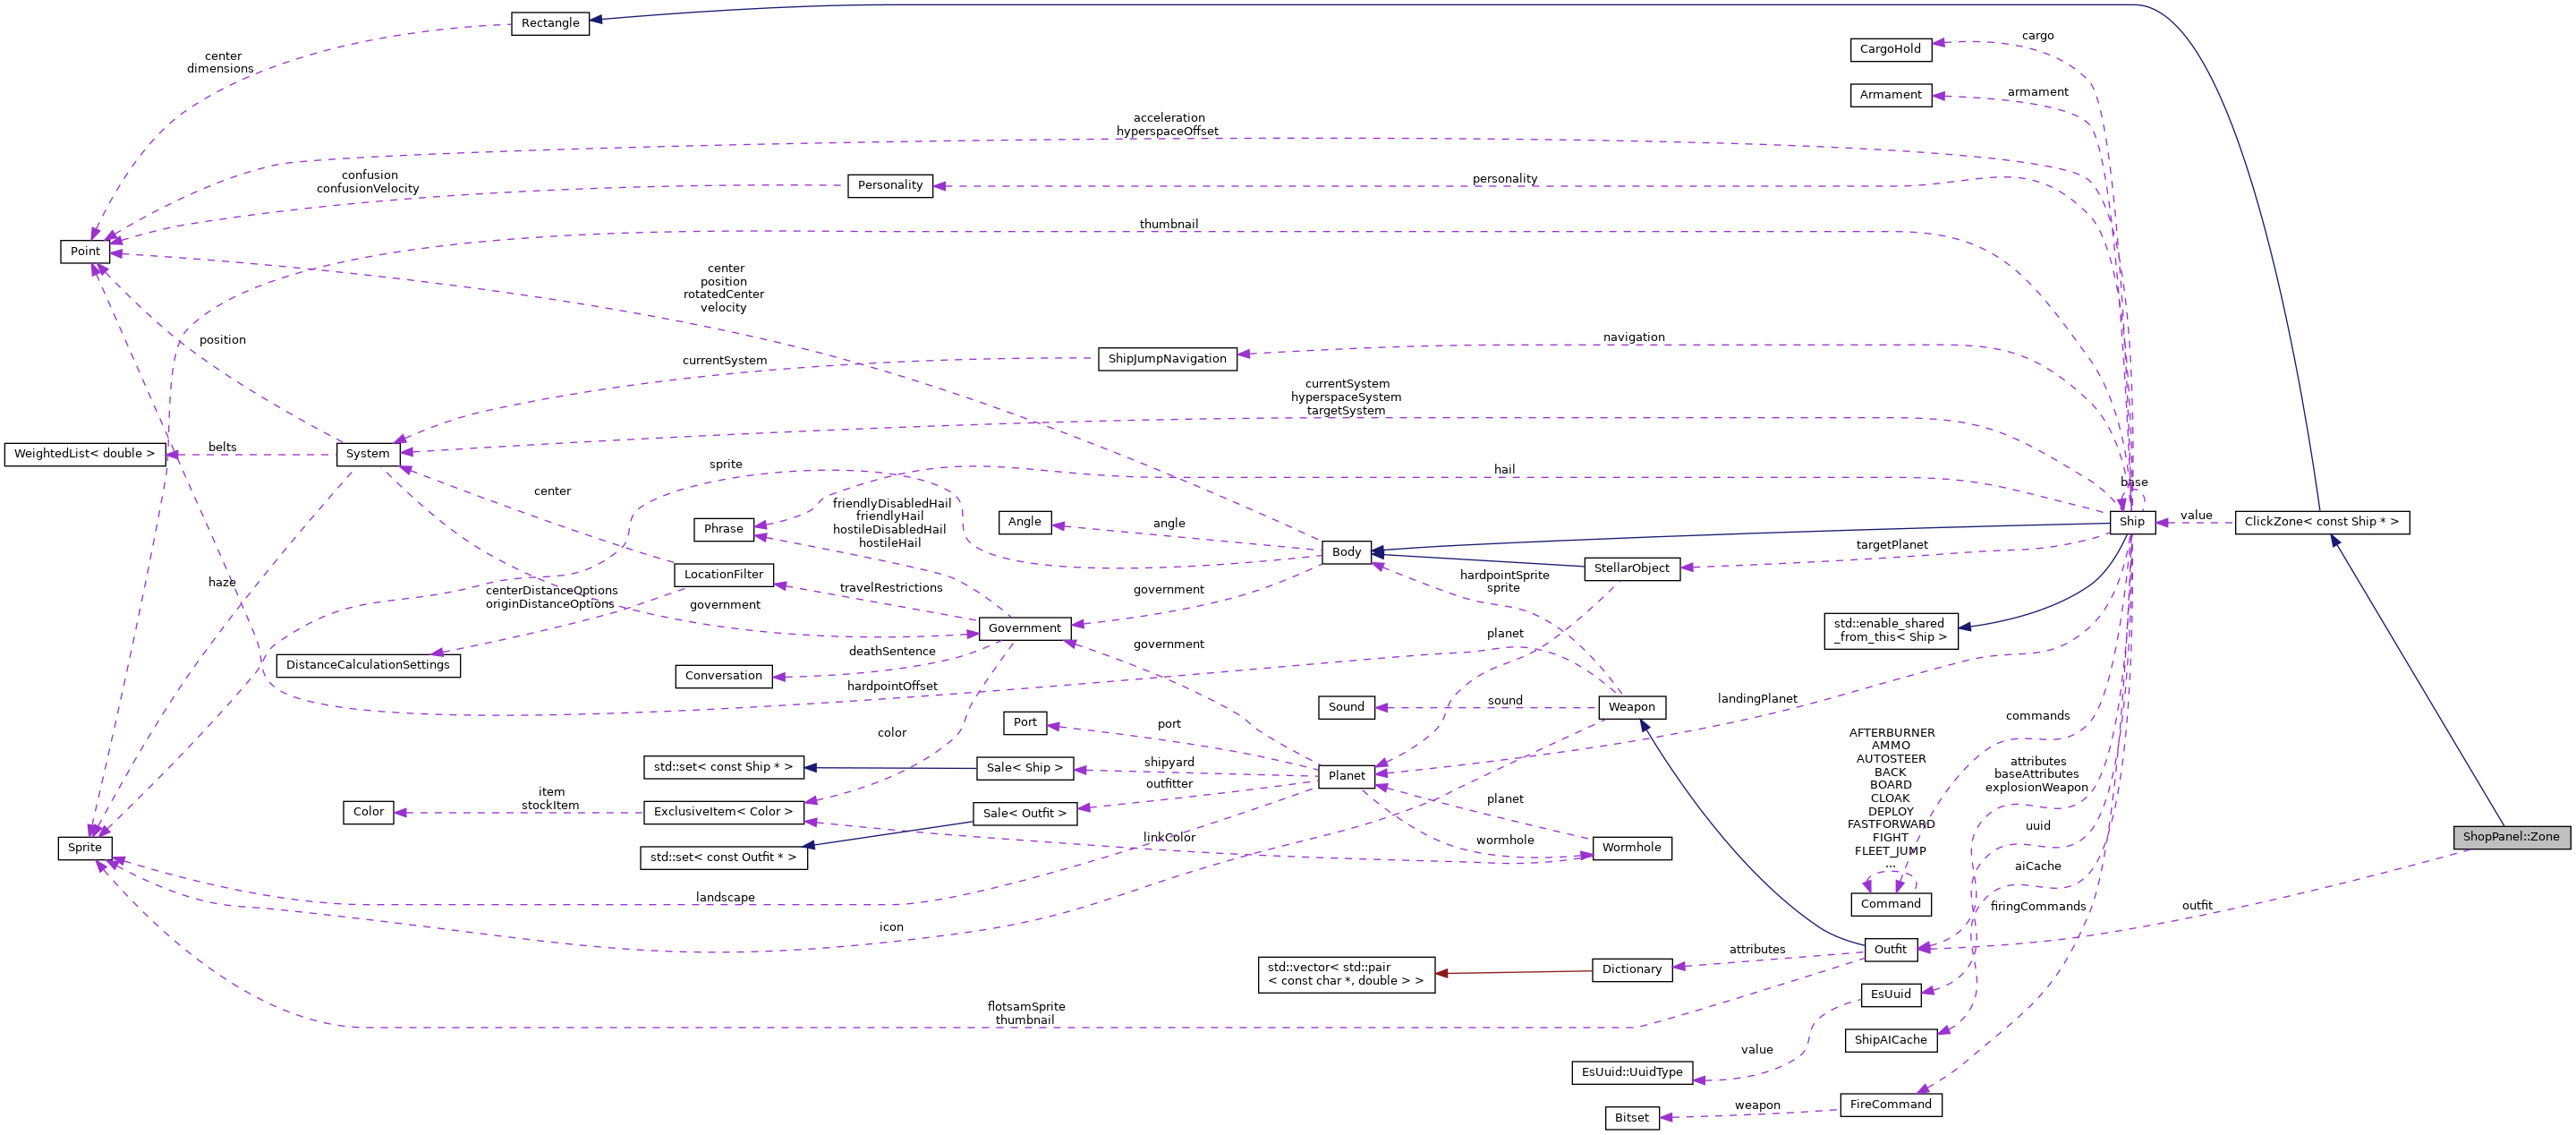 Rectangle
cargo
CargoHold
center
dimensions
armament
Armament
acceleration
hyperspaceOffset
confusion
confusionVelocity
Personality
personality
thumbnail
Point
center
position
rotatedCenter
velocity
position
navigation
currentSystem
ShipJumpNavigation
currentSystem
hyperspaceSystem
targetSystem
WeightedList< double >
belts
System
sprite
hail
base
center
friendlyDisabledHail
friendlyHail
hostileDisabledHail
hostileHail
Phrase
Angle
angle
Ship
value
ClickZone< const Ship * >
Body
targetPlanet
StellarObject
haze
LocationFilter
centerDistanceOptions
originDistanceOptions
travelRestrictions
government
hardpointSprite
sprite
government
Government
std::enable_shared
_from_this< Ship >
planet
government
deathSentence
DistanceCalculationSettings
Conversation
hardpointOffset
landingPlanet
Sound
sound
Weapon
commands
Port
port
color
AFTERBURNER
AMMO
AUTOSTEER
BACK
BOARD
CLOAK
DEPLOY
FASTFORWARD
FIGHT
FLEET_JUMP
...
std::set< const Ship * >
Sale< Ship >
shipyard
Planet
attributes
baseAttributes
explosionWeapon
outfitter
item
stockItem
Color
ExclusiveItem< Color >
Sale< Outfit >
planet
uuid
linkColor
wormhole
Wormhole
ShopPanel::Zone
Sprite
std::set< const Outfit * >
aiCache
landscape
Command
firingCommands
outfit
icon
Outfit
attributes
std::vector< std::pair
< const char *, double > >
Dictionary
EsUuid
flotsamSprite
thumbnail
ShipAICache
value
EsUuid::UuidType
FireCommand
weapon
Bitset